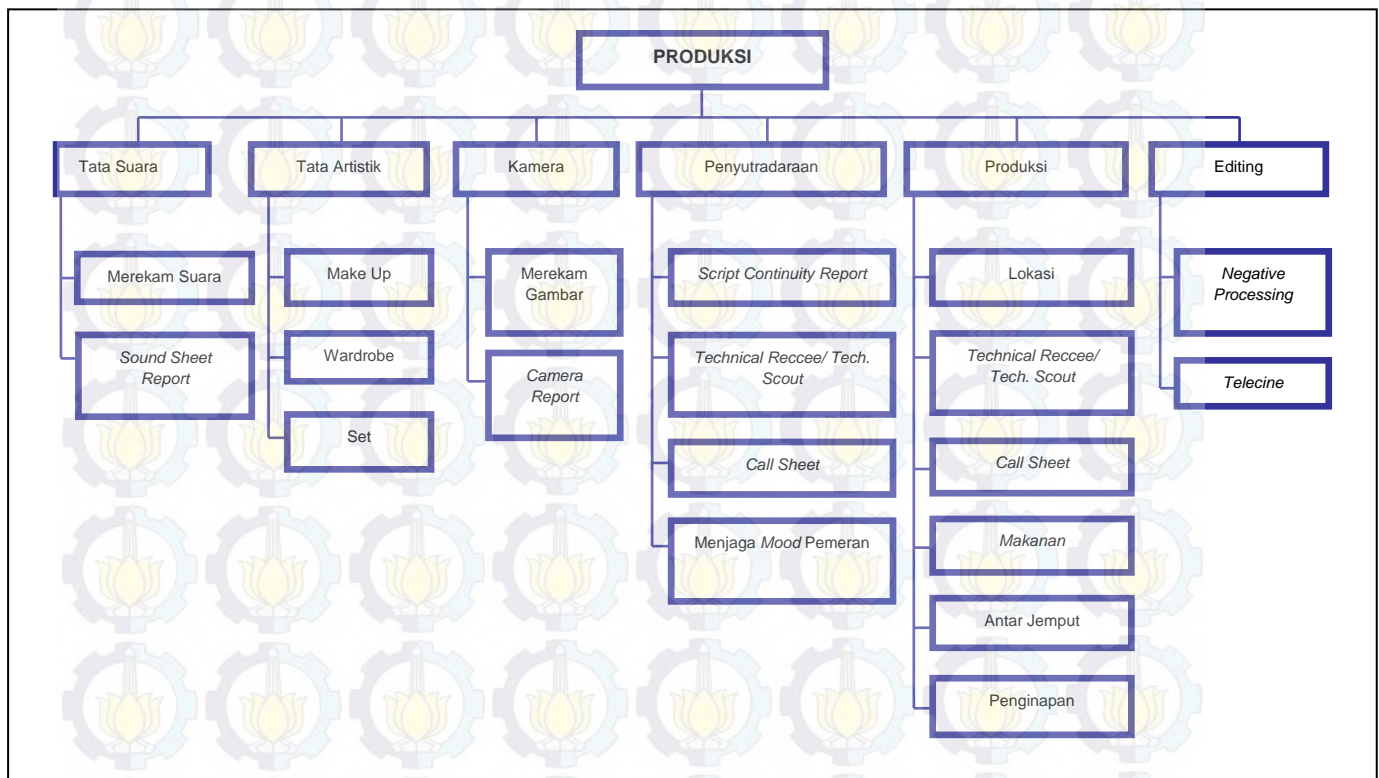 PRODUKSI
Tata Suara
Tata Artistik
Kamera
Penyutradaraan
Produksi
Editing
Merekam Suara
Sound Sheet
Report
Make Up
Wardrobe
Set
Merekam
Gambar
Camera
Report
Script Continuity Report
Technical Reccee/ Tech.
Scout
Call Sheet
Menjaga Mood Pemeran
Lokasi
Technical Reccee/
Tech. Scout
Call Sheet
Makanan
Antar Jemput
Penginapan
Negative
Processing
Telecine